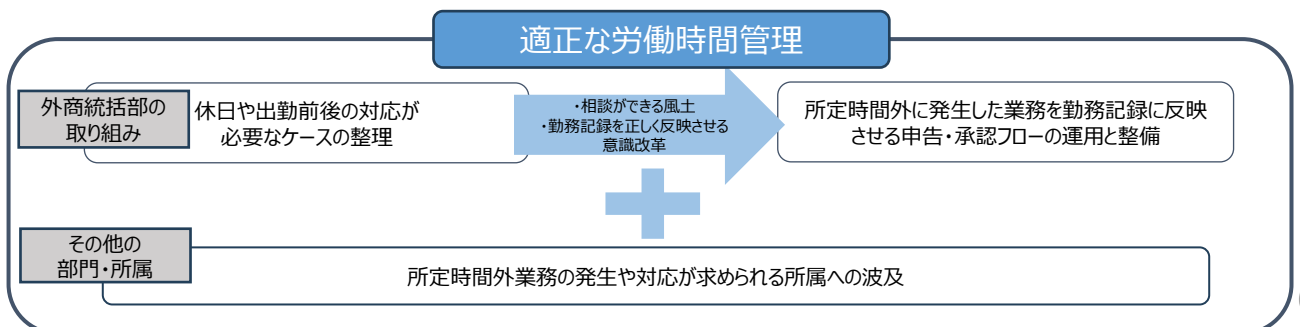 適正な労働時間管理
外商統括部の
取り組み
休日や出勤前後の対応が
必要なケースの整理
・相談ができる風土
・勤務記録を正しく反映させる
意識改革
所定時間外に発生した業務を勤務記録に反映
させる申告・承認フローの運用と整備
その他の
部門・所属
所定時間外業務の発生や対応が求められる所属への波及